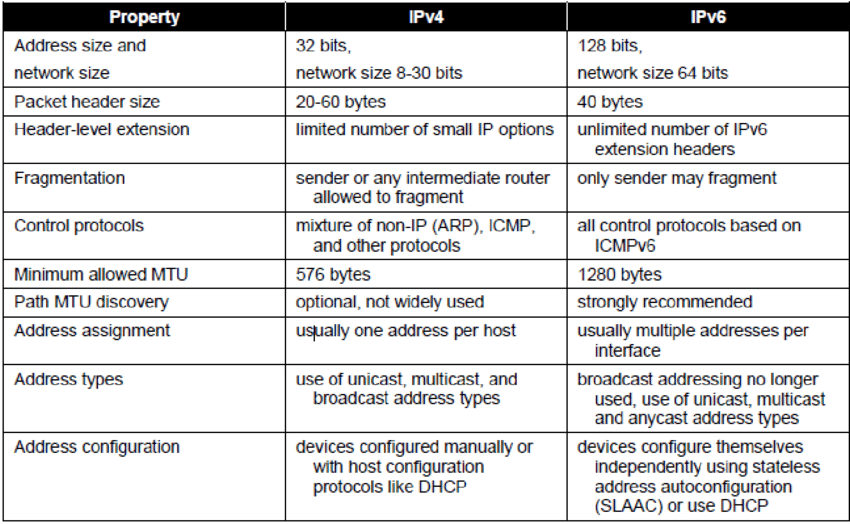 Property IPv4 IPv6
Address size and 32 bits, 128 bits,
network size network size 8-30 bits network size 64 bits
Packet header size 20-60 bytes 40 bytes
Header-level extension limited number of small IP options unlimited number of IPv6
extension headers
Fragmentation sender or any intermediate router only sender may fragment
allowed to fragment
Control protocols mixture of non-IP (ARP), ICMP, all control protocols based on
and other protocols ICMPv6
Minimum allowed MTU 576 bytes 1280 bytes
Path MTU discovery optional, not widely used strongly recommended
Address assignment usually one address per host usually multiple addresses per
interface
Address types use of unicast, multicast, and broadcast addressing no longer
broadcast address types used, use of unicast, multicast
and anycast address types
Address configuration devices configured manually or devices configure themselves
with host configuration independently using stateless
protocols like DHCP address autoconfiguration
(SLAAC) or use DHCP